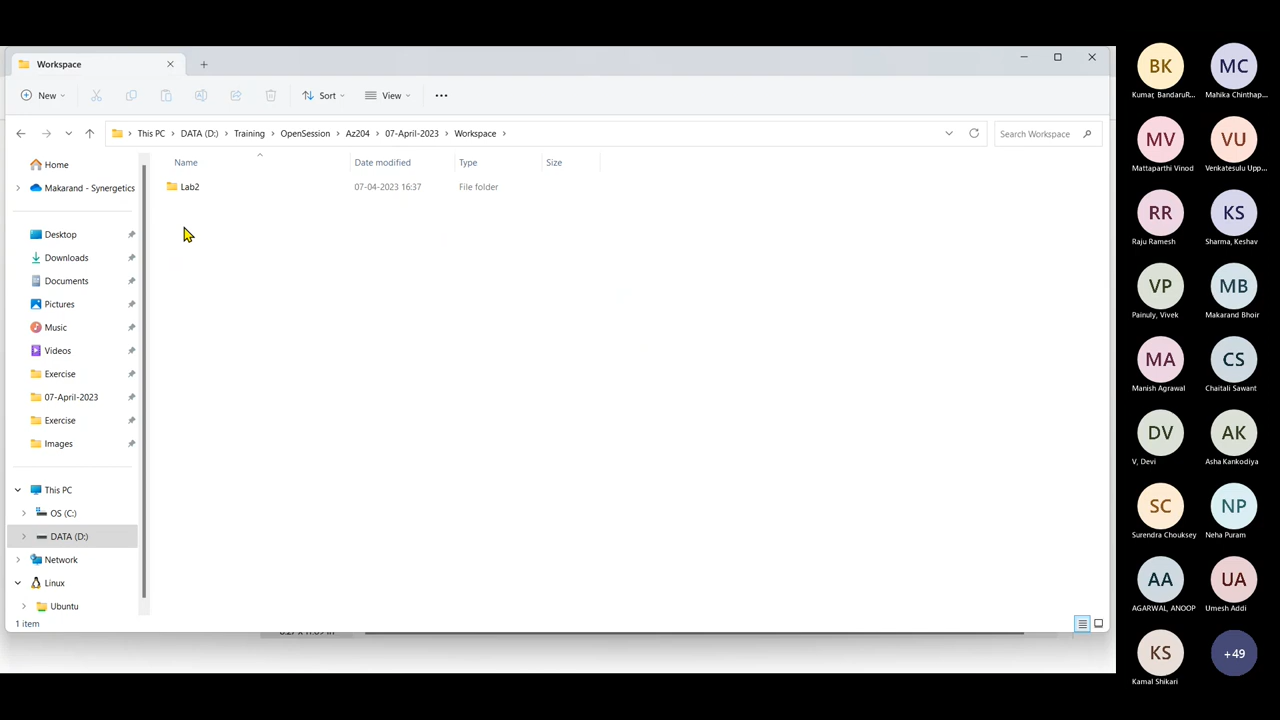 Workspace
New
Sort
View
This PC
DATA (D:)
Training
OpenSession
Az204
07-April-2023
Workspace
Search Workspace
Home
Makarand - Synergetics
Desktop
Downloads
Documents
Pictures
Music
Videos
Exercise
07-April-2023
Exercise
Images
This PC
OS (C:)
DATA (D:)
Network
Linux
Ubuntu
Name
Date modified
Type
Size
Lab2
07-04-2023 16:37
File folder
1 item
BK
Kumar, BandaruR...
MC
Mahika Chinthap...
MV
Mattaparthi Vinod
VU
Venkatesulu Upp...
RR
Raju Ramesh
KS
Sharma, Keshav
VP
Painuly, Vivek
MB
Makarand Bhoir
MA
Manish Agrawal
CS
Chaitali Sawant
DV
V, Devi
AK
Asha Kankodiya
SC
Surendra Chouksey
NP
Neha Puram
AA
AGARWAL, ANOOP
UA
Umesh Addi
KS
Kamal Shikari
+49